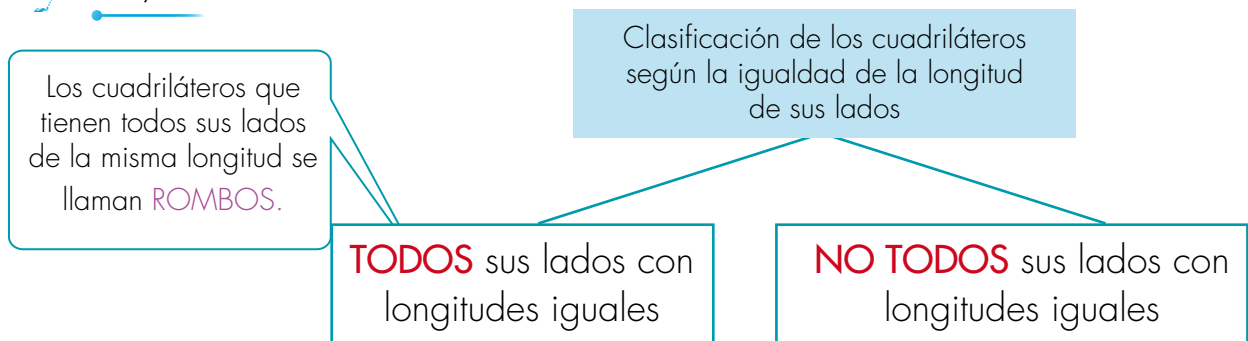 Clasificación de los cuadriláteros
según la igualdad de la longitud
de sus lados
Los cuadriláteros que
tienen todos sus lados
de la misma longitud se
llaman ROMBOS.
TODOS sus lados con
longitudes iguales
NO TODOS sus lados con
longitudes iguales